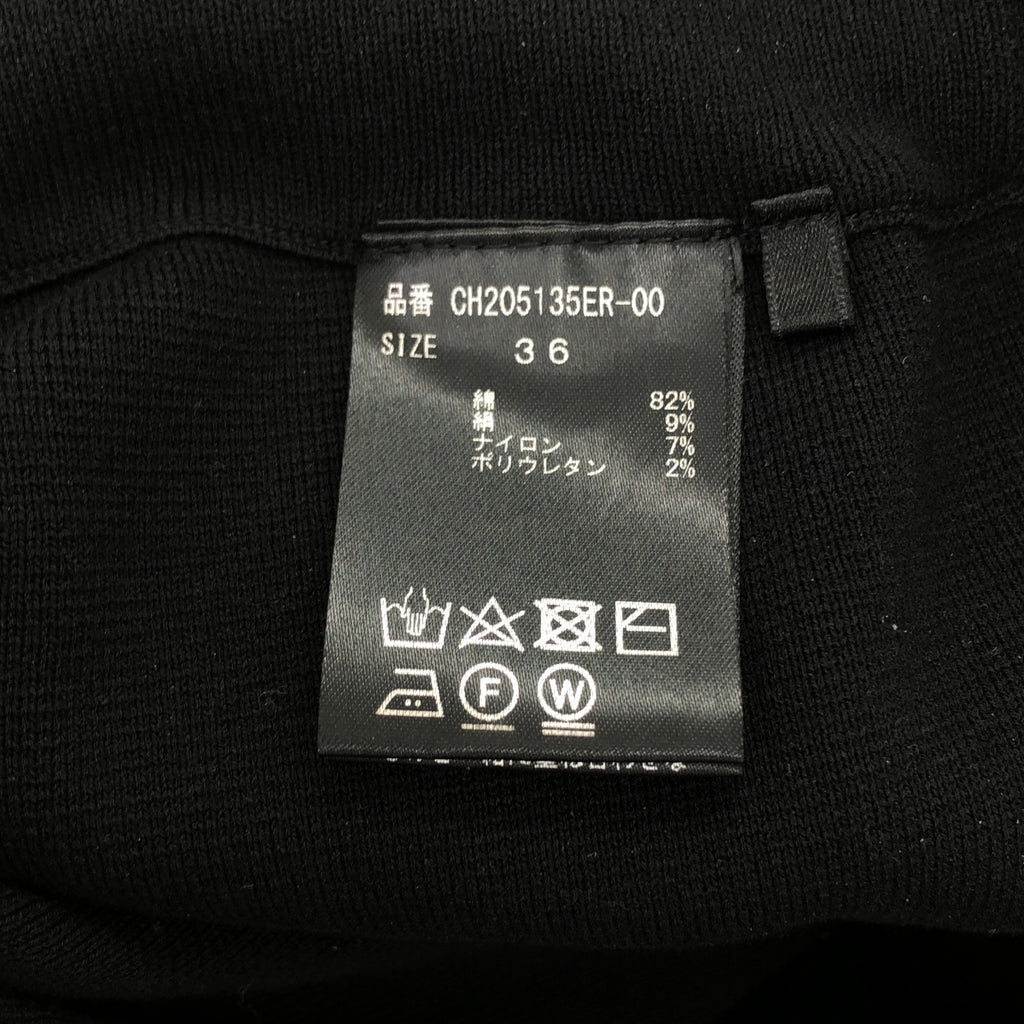 品番 CH205135ER-00
SIZE 36
綿 82%
絹 9%
ナイロン 7%
ポリウレタン 2%
F W